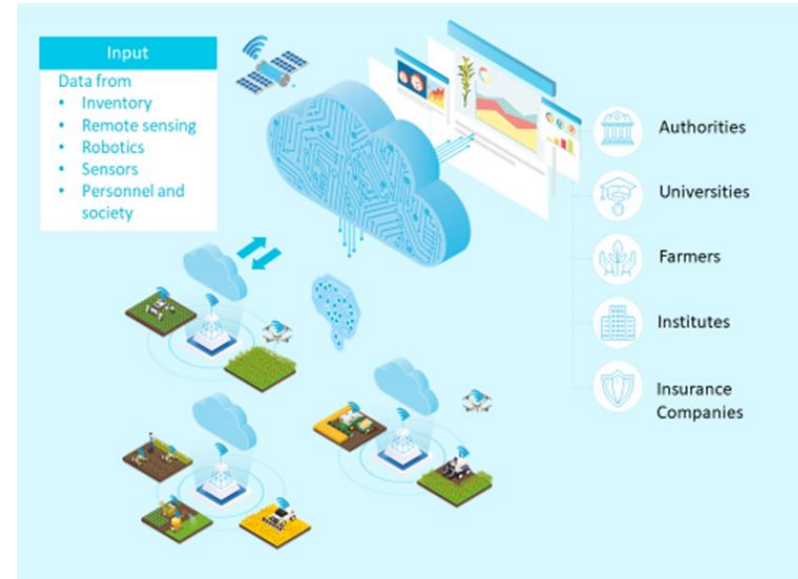 Input
Data from
• Inventory
• Remote sensing
• Robotics
• Sensors
• Personnel and
society
Authorities
Universities
Farmers
Institutes
Insurance
Companies